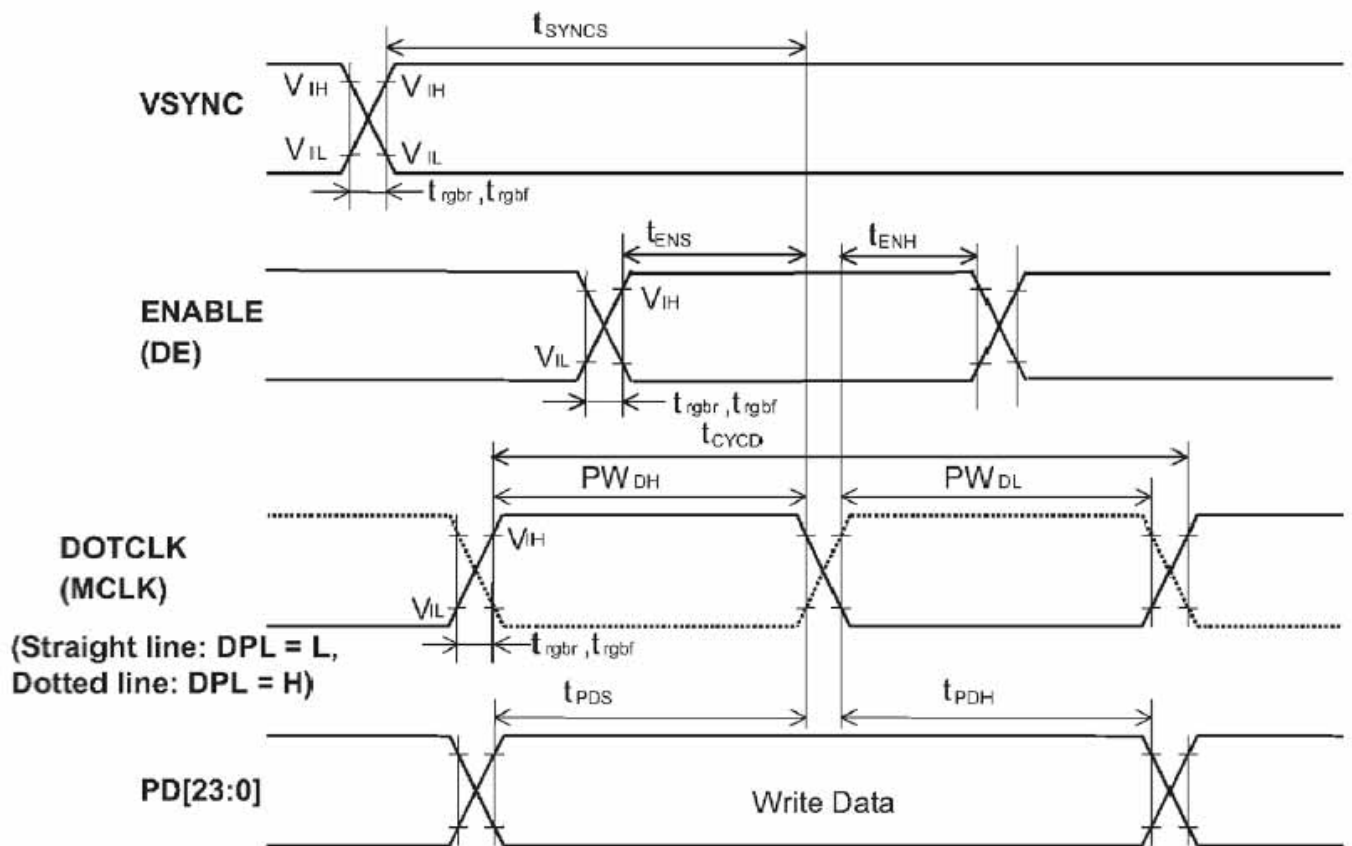 tSYNCS
VSYNC
VIH VIH
VIL VIL
trgbr ,trgbf
tENS tENH
ENABLE
(DE)
VIH
VIL
trgbr ,trgbf
tCYCD
PWDH PWDL
DOTCLK
(MCLK)
VIH
VIL
(Straight line: DPL = L,
Dotted line: DPL = H)
trgbr ,trgbf
tPDS tPDH
PD[23:0]
Write Data